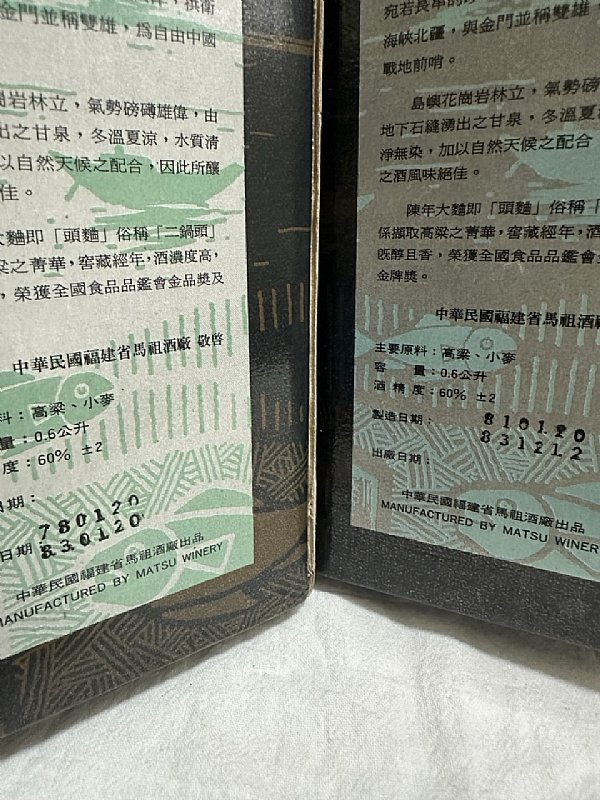 金門並稱雙雄，為自由中國
崗岩林立，氣勢磅礡雄偉，由
出之甘泉，冬溫夏涼，水質清
以自然天候之配合，因此所釀
佳。
大麯即「頭麯」俗稱「二鍋頭
粱之菁華，窖藏經年，酒濃度高，
，榮獲全國食品品鑑會金品獎及
中華民國福建省馬祖酒廠 敬啓
料：高粱、小麥
量：0.6公升
度：60% ±2
日期：
780120
日期 830120
中華民國福建省馬祖酒廠出品
MANUFACTURED BY MATSU WINERY
宛若長串的
海峽北疆，與金門並稱雙雄
戰地前哨。
島嶼花崗岩林立，氣勢磅
地下石縫湧出之甘泉，冬溫夏
淨無染，加以自然天候之配合
之酒風味絕佳。
陳年大麯即「頭麯」俗稱「
係擷取高粱之菁華，窖藏經年，酒
既醇且香，榮獲全國食品品鑑會
金牌獎。
中華民國福建省馬祖酒廠
主要原料：高粱、小麥
容 量：0.6公升
酒精度：60% ±2
製造日期： 810120
831212
出廠日期：
中華民國福建省馬祖酒廠出品
MANUFACTURED BY MATSU WINERY